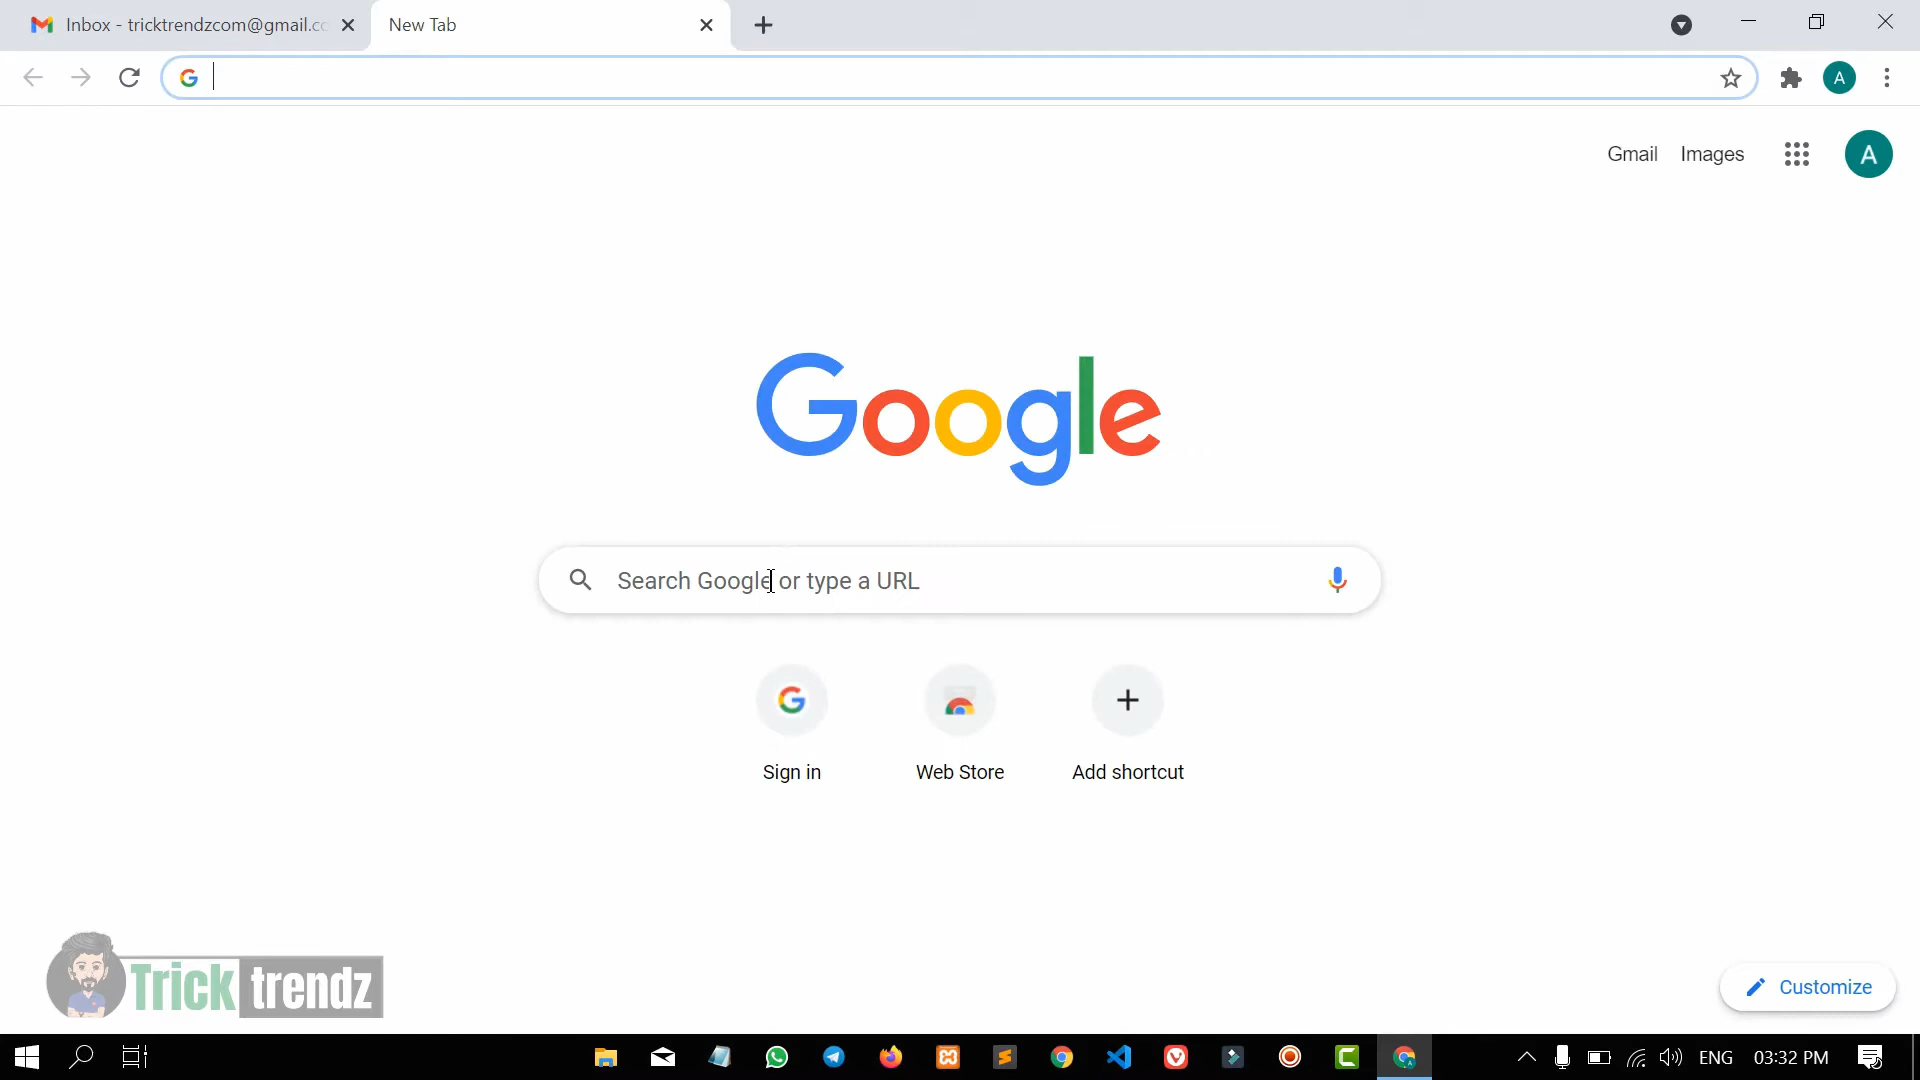 Inbox - tricktrendzcom@gmail.cc
New Tab
A
Gmail Images
A
Google
Search Google or type a URL
Sign in
Web Store
Add shortcut
Trick trendz
Customize
ENG
03:32 PM